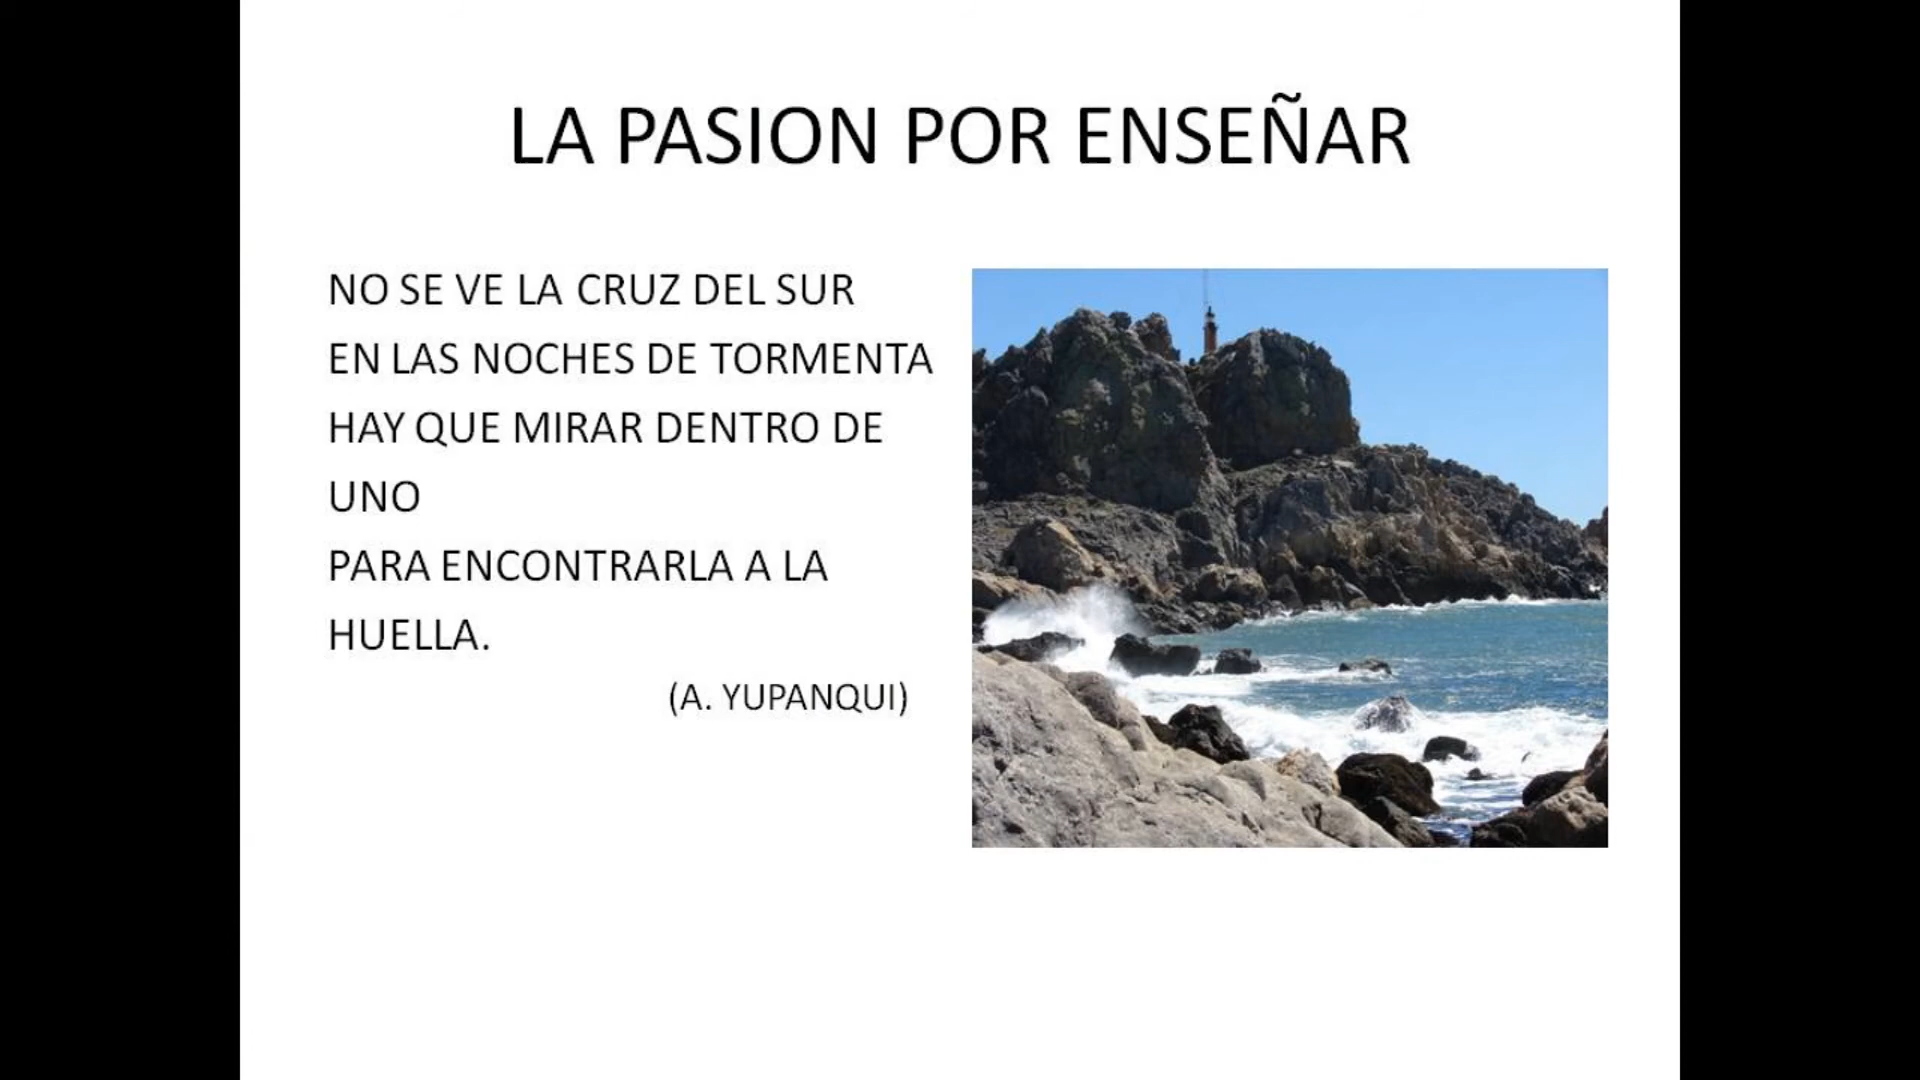 LA PASION POR ENSEÑAR
NO SE VE LA CRUZ DEL SUR
EN LAS NOCHES DE TORMENTA
HAY QUE MIRAR DENTRO DE
UNO
PARA ENCONTRARLA A LA
HUELLA.
(A. YUPANQUI)